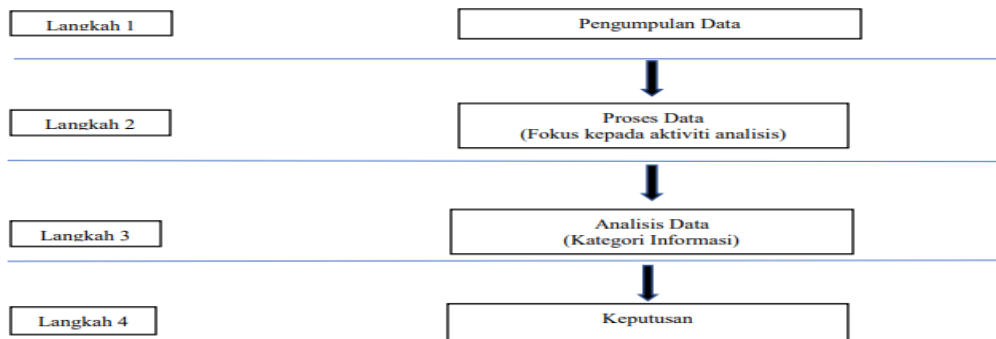 Langkah 1
Pengumpulan Data
Langkah 2
Proses Data
(Fokus kepada aktiviti analisis)
Langkah 3
Analisis Data
(Kategori Informasi)
Langkah 4
Keputusan